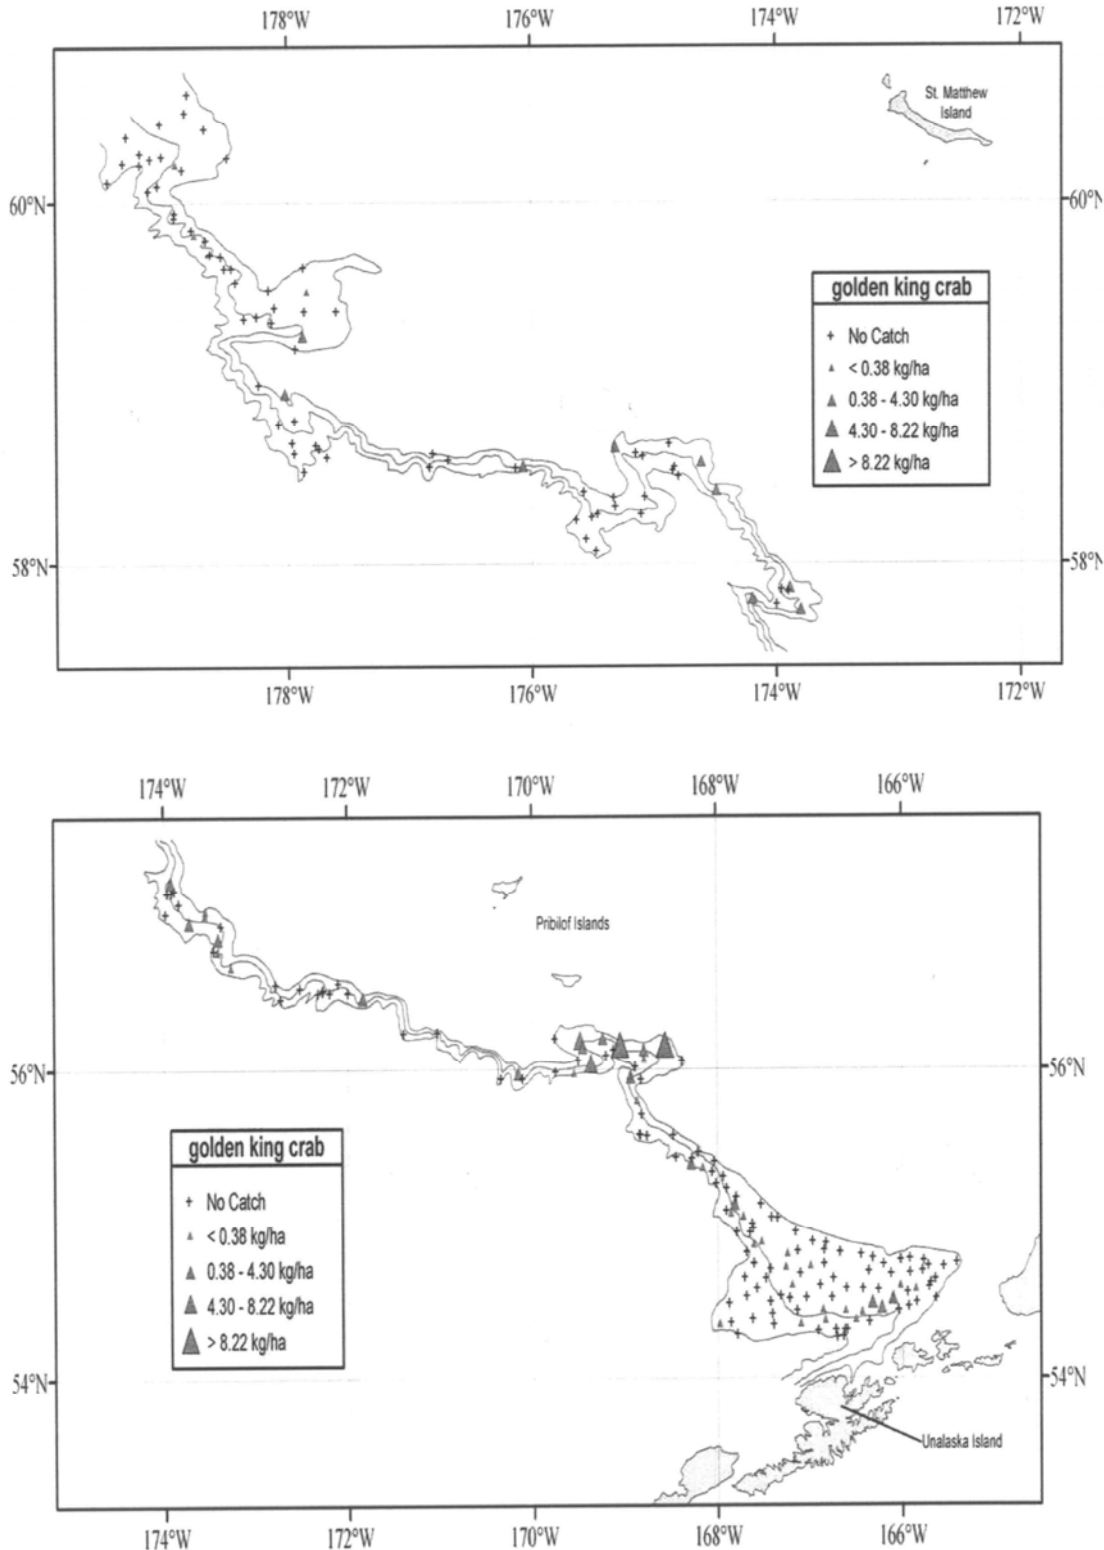 178°W 176°W 174°W 172°W
St. Matthew
Island
60°N 60°N
golden king crab
No Catch
< 0.38 kg/ha
0.38 - 4.30 kg/ha
4.30 - 8.22 kg/ha
> 8.22 kg/ha
58°N 58°N
178°W 176°W 174°W 172°W
174°W 172°W 170°W 168°W 166°W
Pribilof Islands
56°N 56°N
golden king crab
No Catch
< 0.38 kg/ha
0.38 - 4.30 kg/ha
4.30 - 8.22 kg/ha
> 8.22 kg/ha
54°N 54°N
Unalaska Island
174°W 172°W 170°W 168°W 166°W